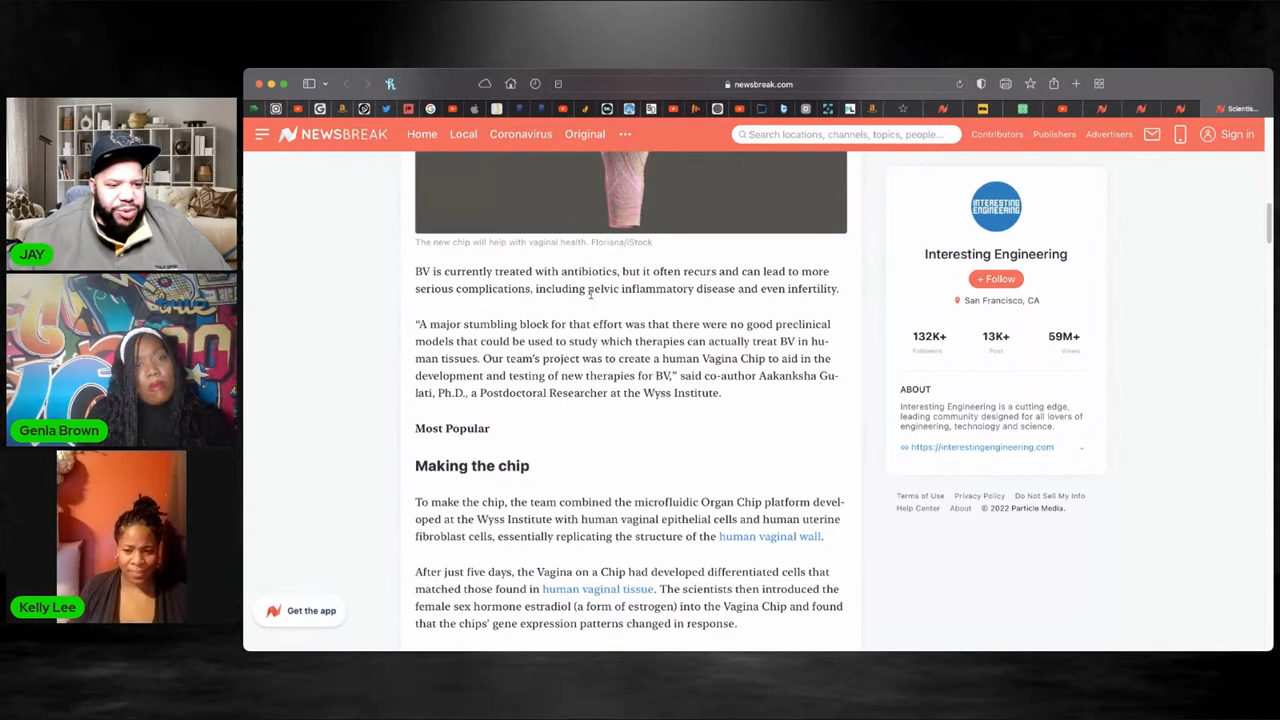 newsbreak.com
Scientis...
NEWSBREAK
Home
Local
Coronavirus
Original
Search locations, channels, topics, people...
Contributors
Publishers
Advertisers
Sign in
JAY
Genia Brown
Kelly Lee
The new chip will help with vaginal health. Floriana/iStock
BV is currently treated with antibiotics, but it often recurs and can lead to more
serious complications, including pelvic inflammatory disease and even infertility.
“A major stumbling block for that effort was that there were no good preclinical
models that could be used to study which therapies can actually treat BV in hu-
man tissues. Our team’s project was to create a human Vagina Chip to aid in the
development and testing of new therapies for BV,” said co-author Aakanksha Gu-
lati, Ph.D., a Postdoctoral Researcher at the Wyss Institute.
Most Popular
Making the chip
To make the chip, the team combined the microfluidic Organ Chip platform devel-
oped at the Wyss Institute with human vaginal epithelial cells and human uterine
fibroblast cells, essentially replicating the structure of the human vaginal wall.
After just five days, the Vagina on a Chip had developed differentiated cells that
matched those found in human vaginal tissue. The scientists then introduced the
female sex hormone estradiol (a form of estrogen) into the Vagina Chip and found
that the chips’ gene expression patterns changed in response.
Get the app
INTERESTING
ENGINEERING
Interesting Engineering
+ Follow
San Francisco, CA
132K+
13K+
59M+
Followers
Post
Views
ABOUT
Interesting Engineering is a cutting edge,
leading community designed for all lovers of
engineering, technology and science.
https://interestingengineering.com
Terms of Use
Privacy Policy
Do Not Sell My Info
Help Center
About
© 2022 Particle Media.